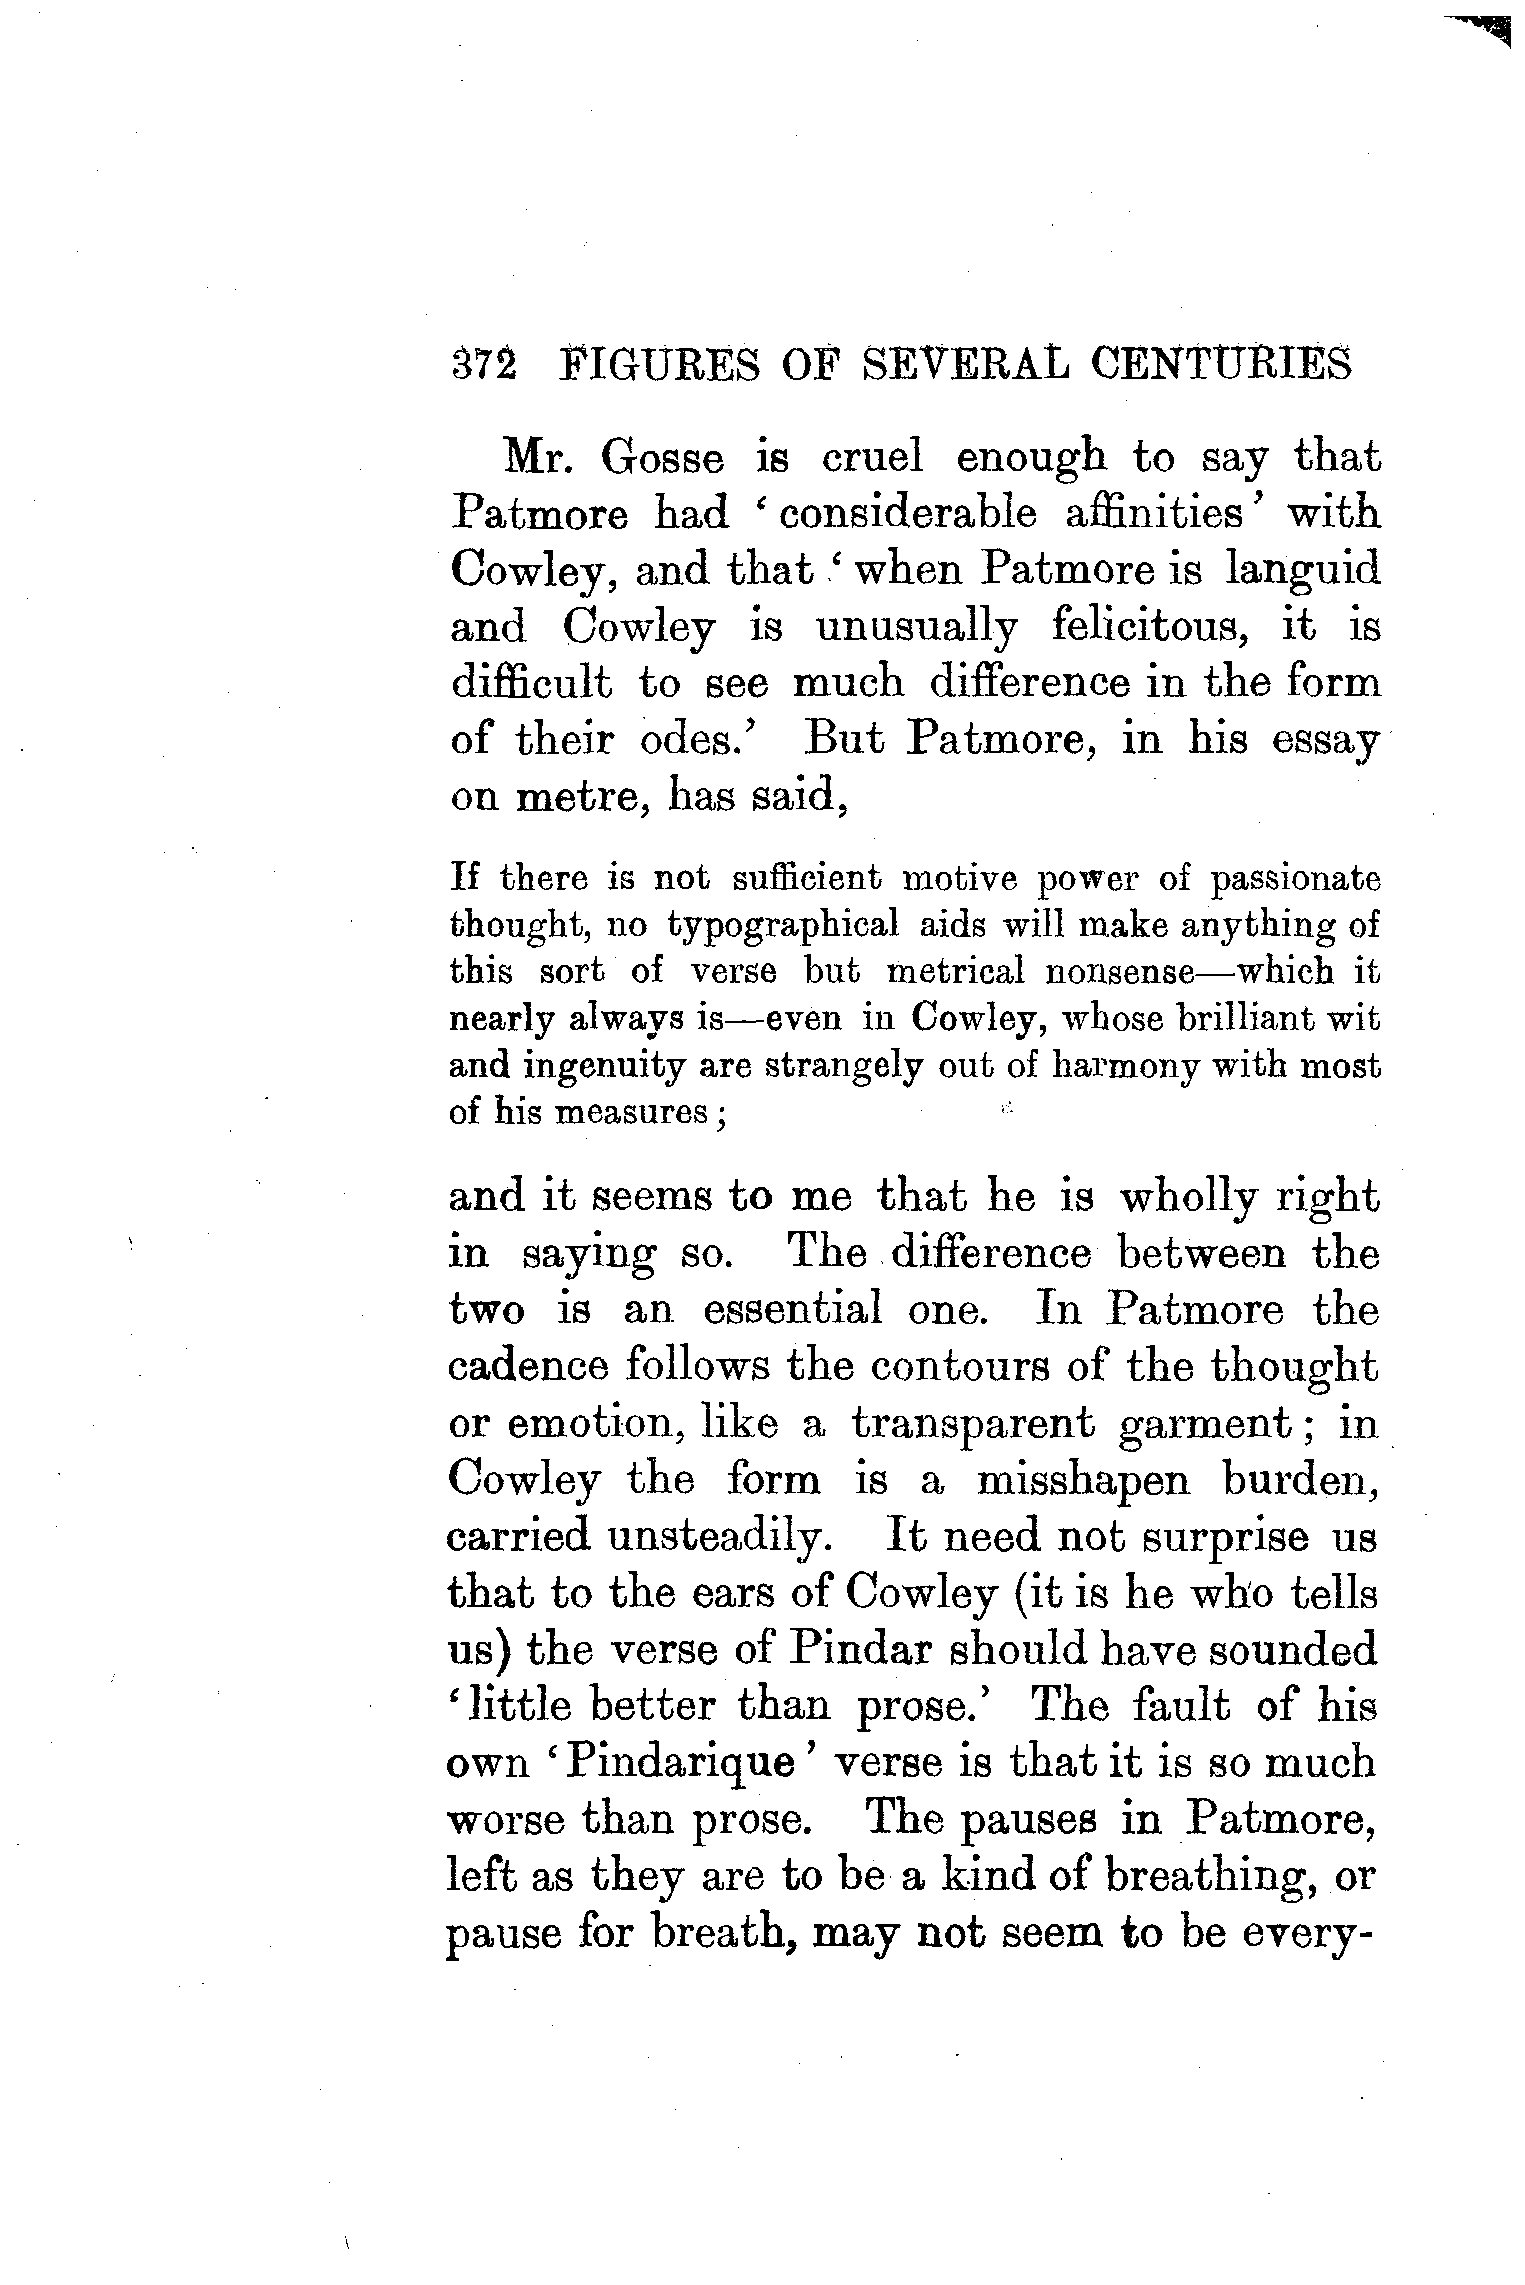 372 FIGURES OF SEVERAL CENTURIES
Mr. Gosse is cruel enough to say that
Patmore had ‘ considerable affinities ’ with
Cowley, and that ‘ when Patmore is languid
and Cowley is unusually felicitous, it is
difficult to see much difference in the form
of their odes.’ But Patmore, in his essay
on metre, has said,
If there is not sufficient motive power of passionate
thought, no typographical aids will make anything of
this sort of verse but metrical nonsense—which it
nearly always is—even in Cowley, whose brilliant wit
and ingenuity are strangely out of harmony with most
of his measures ;
and it seems to me that he is wholly right
in saying so. The difference between the
two is an essential one. In Patmore the
cadence follows the contours of the thought
or emotion, like a transparent garment ; in
Cowley the form is a misshapen burden,
carried unsteadily. It need not surprise us
that to the ears of Cowley (it is he who tells
us) the verse of Pindar should have sounded
‘ little better than prose.’ The fault of his
own ‘ Pindarique ’ verse is that it is so much
worse than prose. The pauses in Patmore,
left as they are to be a kind of breathing, or
pause for breath, may not seem to be every-